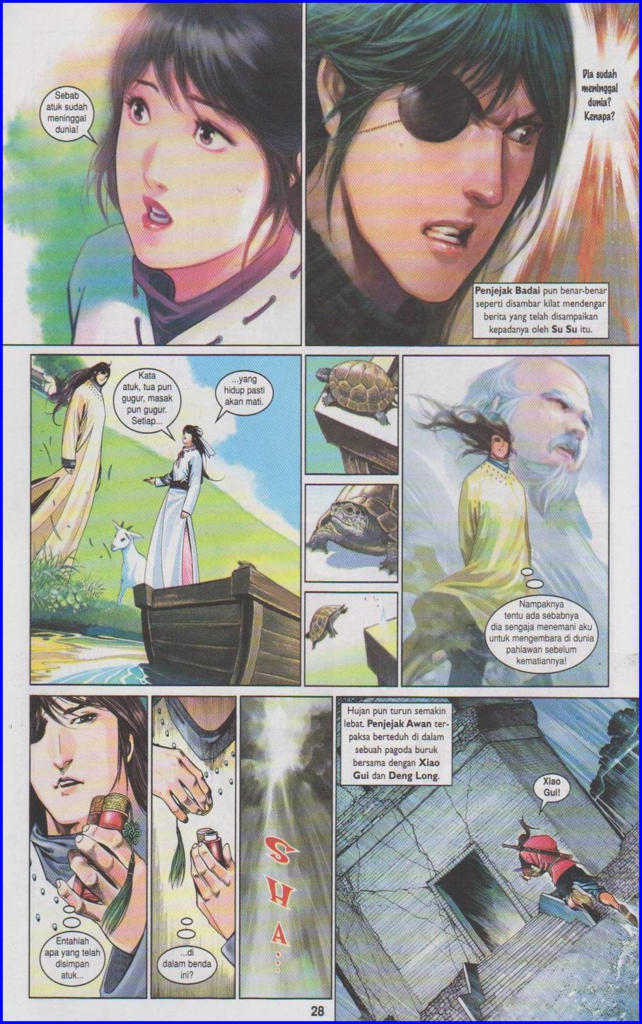 Sebab
atuk sudah
meninggal
dunia!
Dia sudah
meninggal
dunia?
Kenapa?
Penjejak Badai pun benar-benar
seperti disambar kilat mendengar
berita yang telah disampaikan
kepadanya oleh Su Su itu.
Kata
atuk, tua pun
gugur, masak
pun gugur.
Setiap...
...yang
hidup pasti
akan mati.
Nampaknya
tentu ada sebabnya
dia sengaja menemani aku
untuk mengembara di dunia
pahlawan sebelum
kematiannya!
Entahlah
apa yang telah
disimpan
atuk...
...di
dalam benda
ini?
SHA...
Hujan pun turun semakin
lebat. Penjejak Awan ter-
paksa berteduh di dalam
sebuah pagoda buruk
bersama dengan Xiao
Gui dan Deng Long.
Xiao
Gui!
28